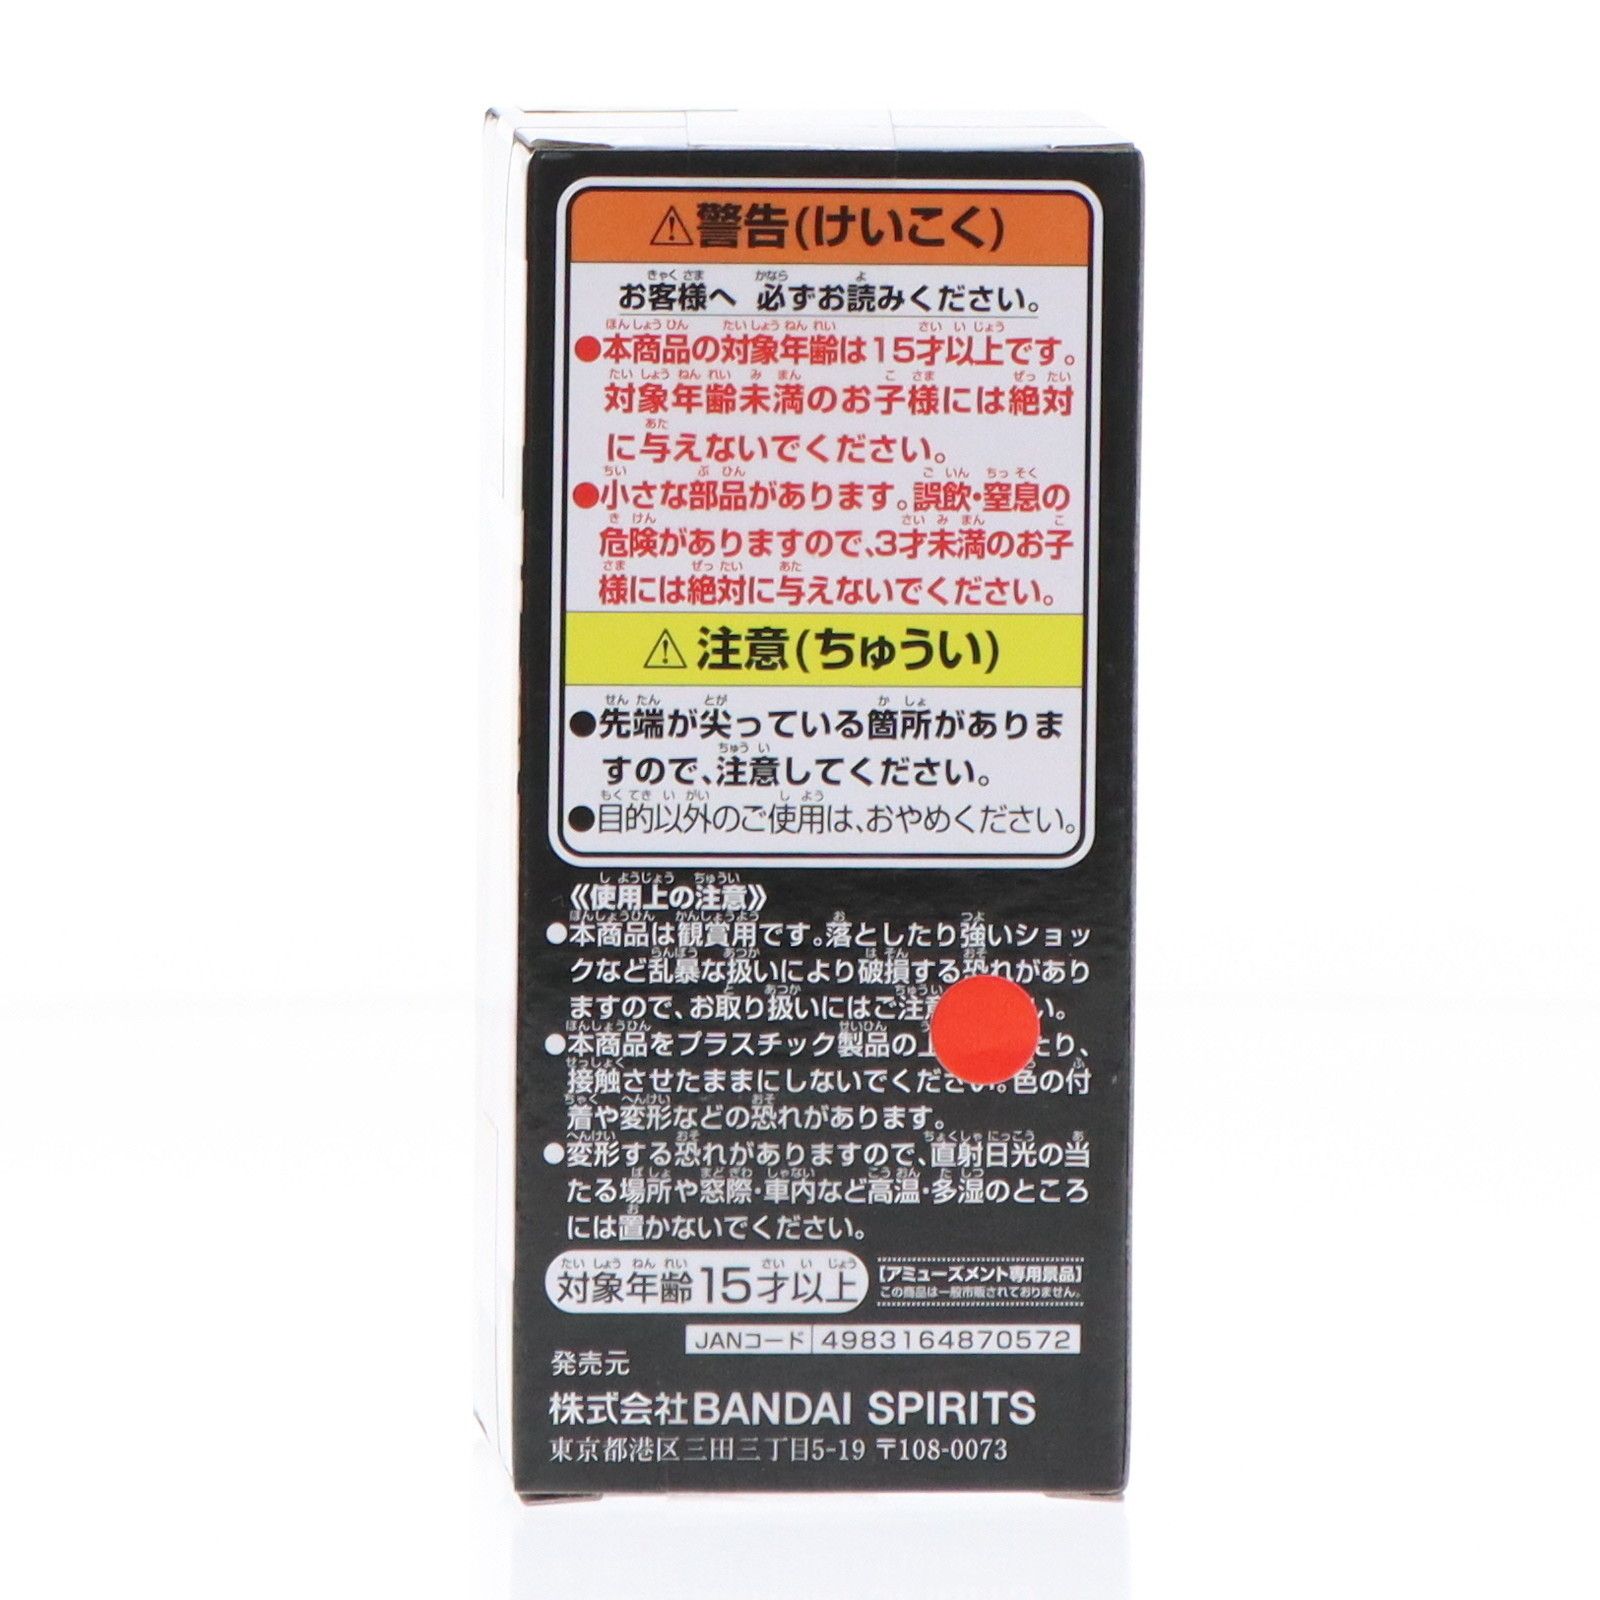 ⚠警告(けいこく)
お客様へ 必ずお読みください。
●本商品の対象年齢は15才以上です。
対象年齢未満のお子様には絶対
に与えないでください。
●小さな部品があります。誤飲・窒息の
危険がありますので、3才未満のお子
様には絶対に与えないでください。
⚠注意(ちゅうい)
●先端が尖っている箇所がありま
すので、注意してください。
●目的以外のご使用は、おやめください。
《使用上の注意》
●本商品は観賞用です。落としたり強いショッ
クなど乱暴な扱いにより破損する恐れがあり
ますので、お取り扱いにはご注意い。
●本商品をプラスチック製品の上たり、
接触させたままにしないでください。色の付
着や変形などの恐れがあります。
●変形する恐れがありますので、直射日光の当
たる場所や窓際・車内など高温・多湿のところ
には置かないでください。
対象年齢15才以上
【アミューズメント専用景品】
この商品は一般市販されておりません。
JANコード 4983164870572
発売元
株式会社BANDAI SPIRITS
東京都港区三田三丁目5-19 〒108-0073